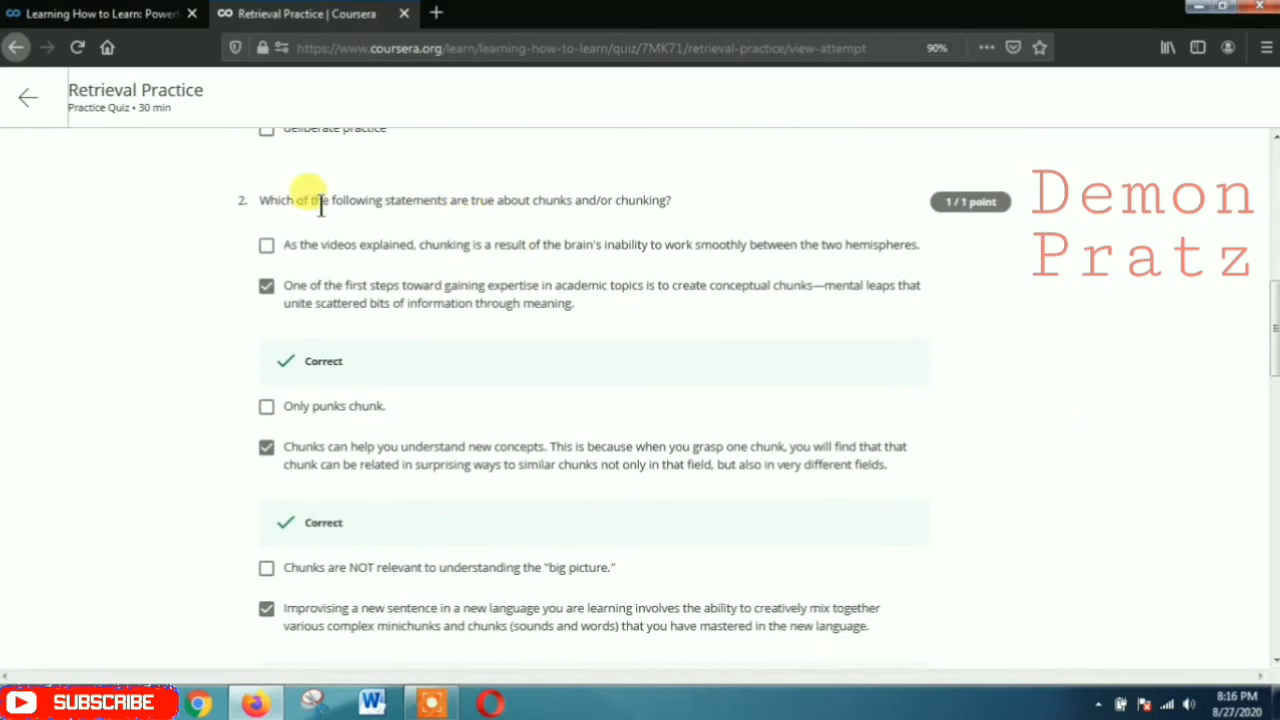 Learning How to Learn: Power
Retrieval Practice | Coursera
https://www.coursera.org/learn/learning-how-to-learn/quiz/7MK71/retrieval-practice/view-attempt
90%
Retrieval Practice
Practice Quiz • 30 min
deliberate practice
Demon
Pratz
2. Which of the following statements are true about chunks and/or chunking?
1 / 1 point
As the videos explained, chunking is a result of the brain's inability to work smoothly between the two hemispheres.
One of the first steps toward gaining expertise in academic topics is to create conceptual chunks—mental leaps that
unite scattered bits of information through meaning.
Correct
Only punks chunk.
Chunks can help you understand new concepts. This is because when you grasp one chunk, you will find that that
chunk can be related in surprising ways to similar chunks not only in that field, but also in very different fields.
Correct
Chunks are NOT relevant to understanding the "big picture."
Improvising a new sentence in a new language you are learning involves the ability to creatively mix together
various complex minichunks and chunks (sounds and words) that you have mastered in the new language.
SUBSCRIBE
8:16 PM
8/27/2020